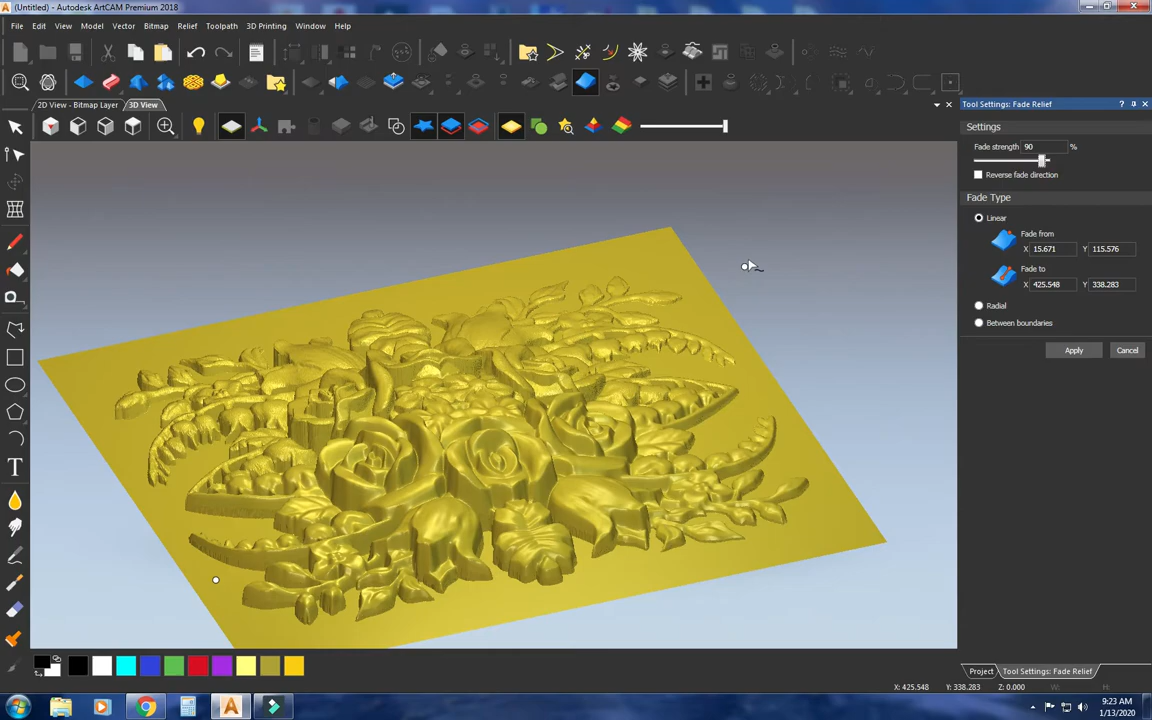 (Untitled) - Autodesk ArtCAM Premium 2018
File Edit View Model Vector Bitmap Relief Toolpath 3D Printing Window Help
2D View - Bitmap Layer 3D View
Tool Settings: Fade Relief
Settings
Fade strength 90 %
Reverse fade direction
Fade Type
Linear
Fade from
X 15.671 Y 115.576
Fade to
X 425.548 Y 338.283
Radial
Between boundaries
Apply Cancel
Project Tool Settings: Fade Relief
X: 425.548 Y: 338.283 Z: 0.000 W: H:
9:23 AM
1/13/2020